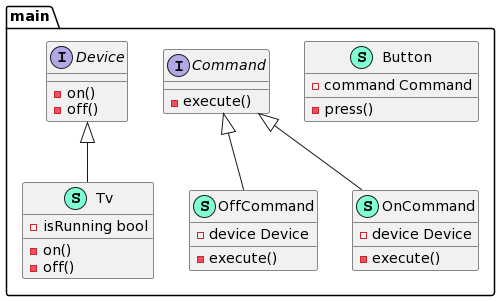 main
I Device
on()
off()
I Command
execute()
S Button
command Command
press()
S Tv
isRunning bool
on()
off()
S OffCommand
device Device
execute()
S OnCommand
device Device
execute()